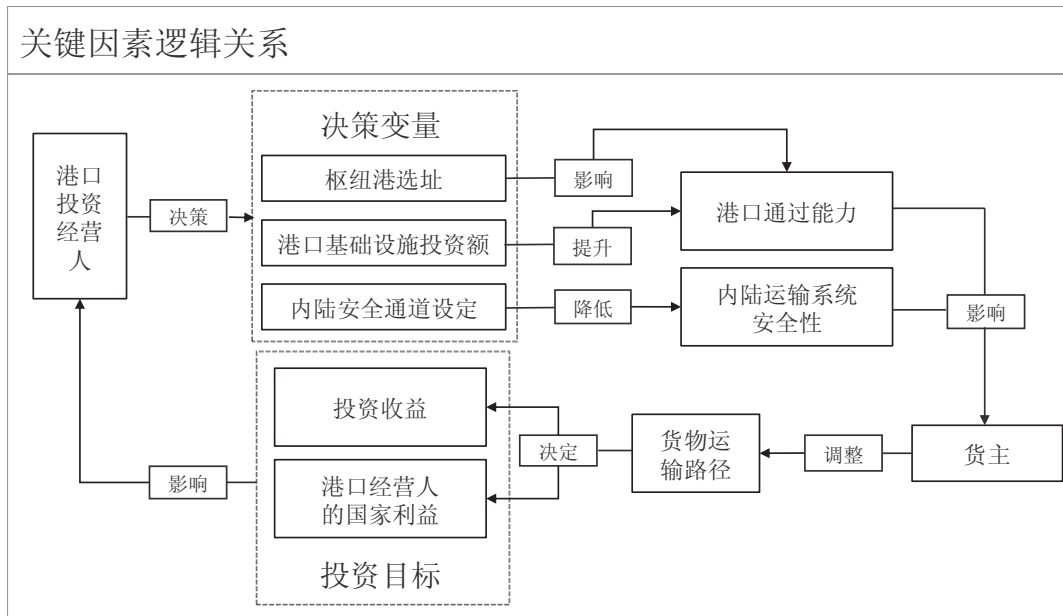 关键因素逻辑关系
港口
投资
经营
人
决策
决策变量
枢纽港选址
港口基础设施投资额
内陆安全通道设定
影响
提升
降低
港口通过能力
内陆运输系统
安全性
影响
货主
调整
货物运
输路径
决定
投资收益
港口经营人
的国家利益
投资目标
影响